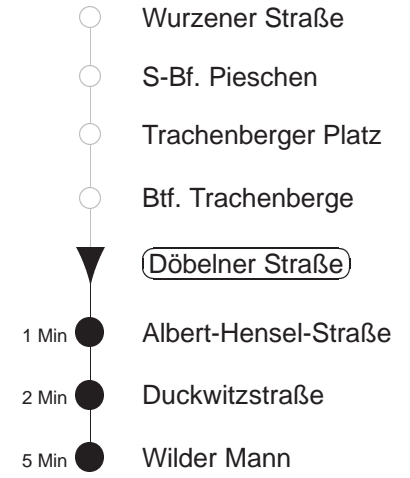 Wurzener Straße
S-Bf. Pieschen
Trachenberger Platz
Btf. Trachenberge
Döbelner Straße
1 Min Albert-Hensel-Straße
2 Min Duckwitzstraße
5 Min Wilder Mann